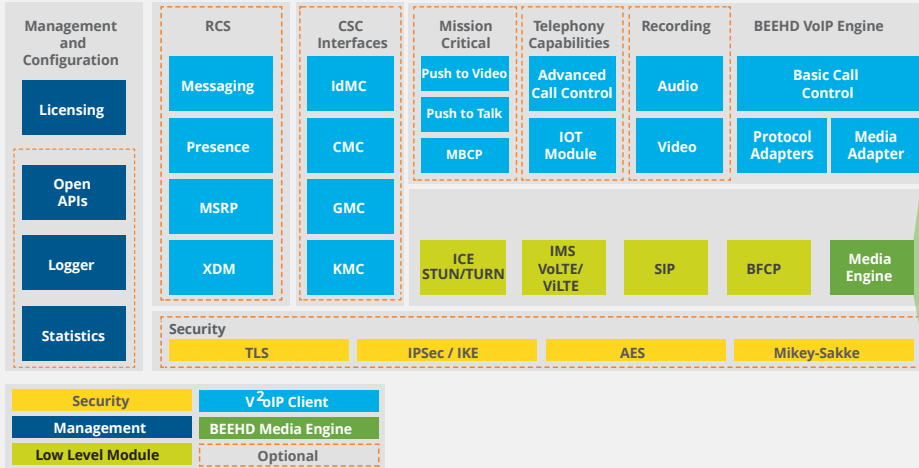 Management
and
Configuration
Licensing
Open
APIs
Logger
Statistics
RCS
Messaging
Presence
MSRP
XDM
CSC
Interfaces
IdMC
CMC
GMC
KMC
Mission
Critical
Push to Video
Push to Talk
MBCP
Telephony
Capabilities
Advanced
Call Control
IOT
Module
Recording
Audio
Video
BEEHD VoIP Engine
Basic Call
Control
Protocol
Adapters
Media
Adapter
ICE
STUN/TURN
IMS
VoLTE/
ViLTE
SIP
BFCP
Media
Engine
Security
TLS
IPSec / IKE
AES
Mikey-Sakke
Security
V²oIP Client
Management
BEEHD Media Engine
Low Level Module
Optional